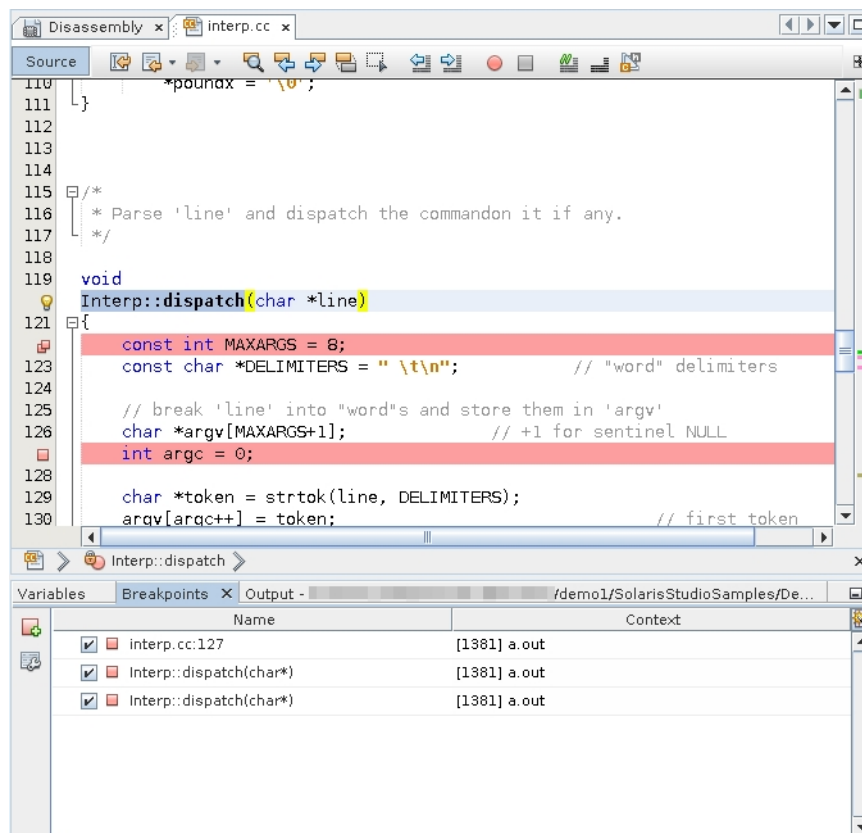 Disassembly x interp.cc x
Source
110 *poundx = '\0';
111 }
112
113
114
115 /*
116 * Parse 'line' and dispatch the commandon it if any.
117 */
118
119 void
Interp::dispatch(char *line)
121 {
const int MAXARGS = 8;
123 const char *DELIMITERS = " \t\n"; // "word" delimiters
124
125 // break 'line' into "word"s and store them in 'argv'
126 char *argv[MAXARGS+1]; // +1 for sentinel NULL
int argc = 0;
128
129 char *token = strtok(line, DELIMITERS);
130 argv[argc++] = token; // first token
Interp::dispatch
Variables Breakpoints X Output - /demo1/SolarisStudioSamples/De...
Name Context
interp.cc:127 [1381] a.out
Interp::dispatch(char*) [1381] a.out
Interp::dispatch(char*) [1381] a.out